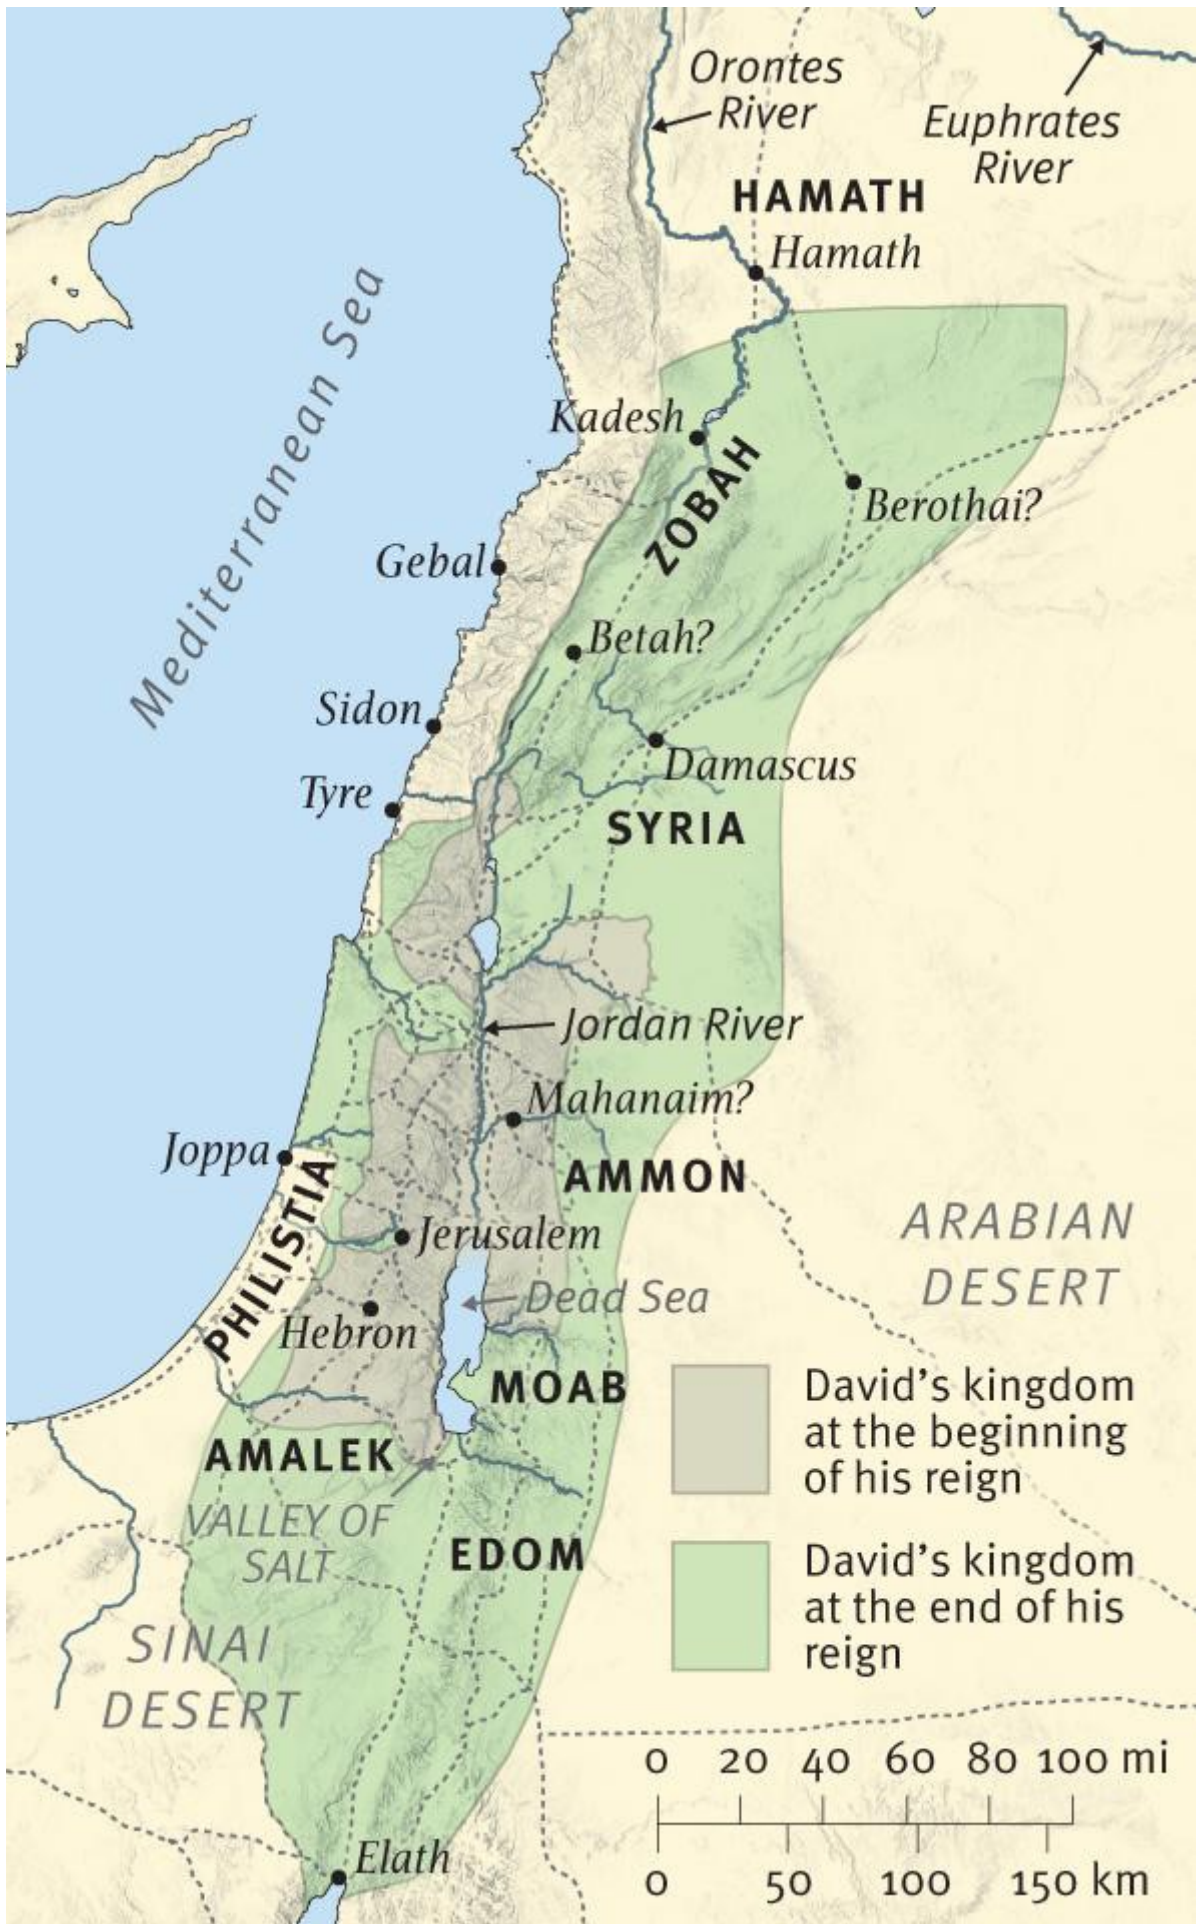 Orontes
River
Euphrates
River
HAMATH
Hamath
Mediterranean Sea
Kadesh
ZOBAH
Berothai?
Gebal
Betah?
Sidon
Damascus
Tyre
SYRIA
Jordan River
Mahanaim?
Joppa
AMMON
PHILISTIA
Jerusalem
ARABIAN
DESERT
Dead Sea
Hebron
MOAB
David's kingdom
at the beginning
of his reign
AMALEK
VALLEY OF
SALT
EDOM
David's kingdom
at the end of his
reign
SINAI
DESERT
0 20 40 60 80 100 mi
0 50 100 150 km
Elath